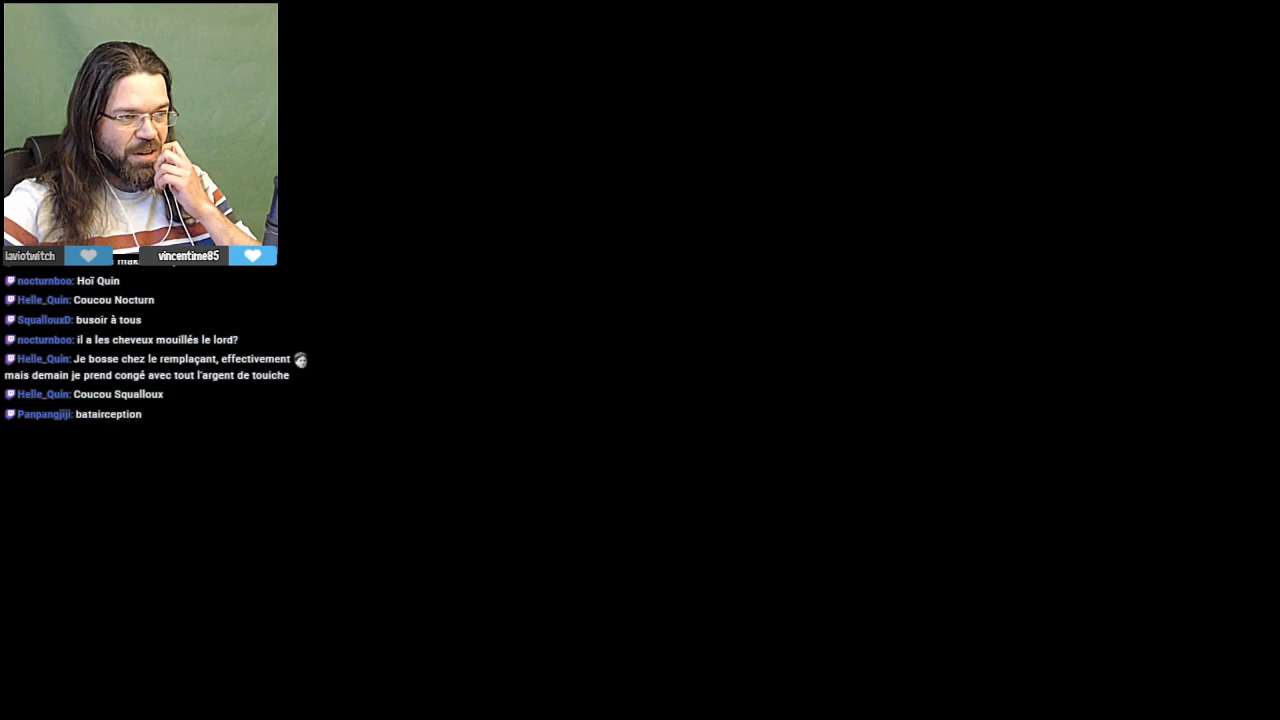 laviotwitch vincentime85
nocturnboo: Hoï Quin
Helle_Quin: Coucou Nocturn
SquallouxD: busoir à tous
nocturnboo: il a les cheveux mouillés le lord?
Helle_Quin: Je bosse chez le remplaçant, effectivement
mais demain je prend congé avec tout l'argent de touiche
Helle_Quin: Coucou Squalloux
Panpangjiji: batairception